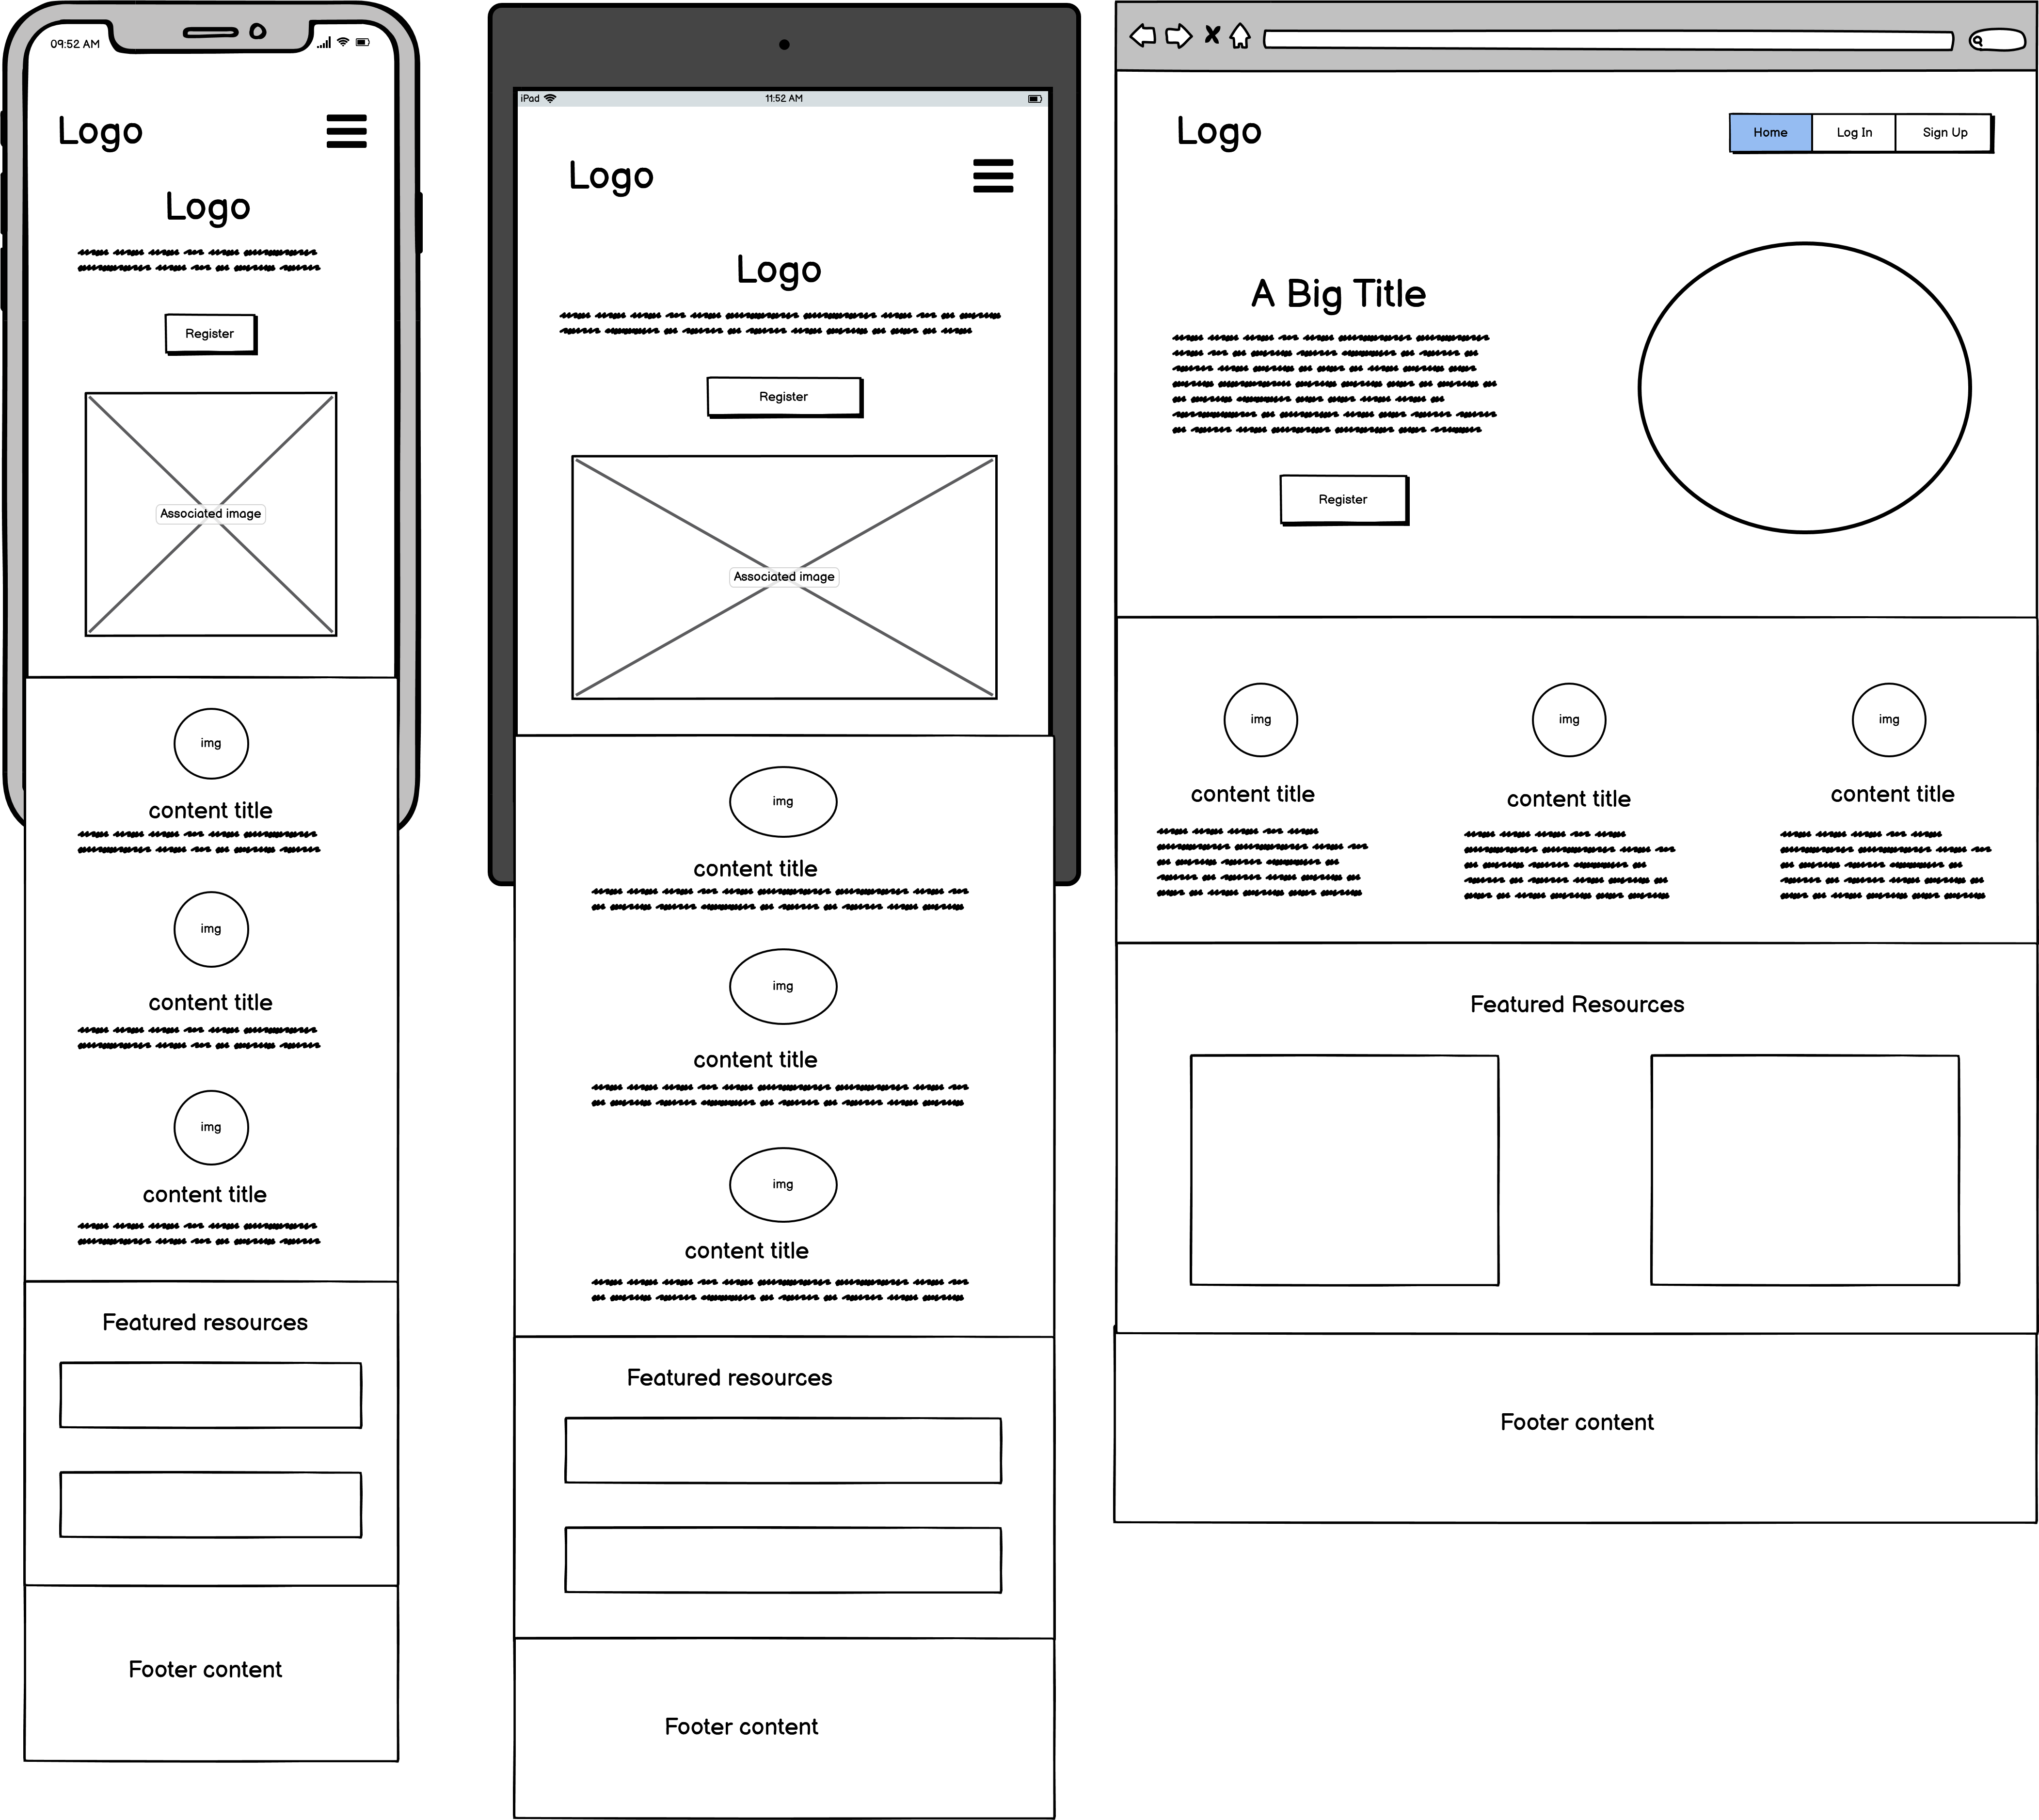 09:52 AM
Logo
Logo
Register
Associated image
img
content title
img
content title
img
content title
Featured resources
Footer content
iPad
11:52 AM
Logo
Logo
Register
Associated image
img
content title
img
content title
img
content title
Featured resources
Footer content
Logo
Home Log In Sign Up
A Big Title
Register
img img img
content title content title content title
Featured Resources
Footer content